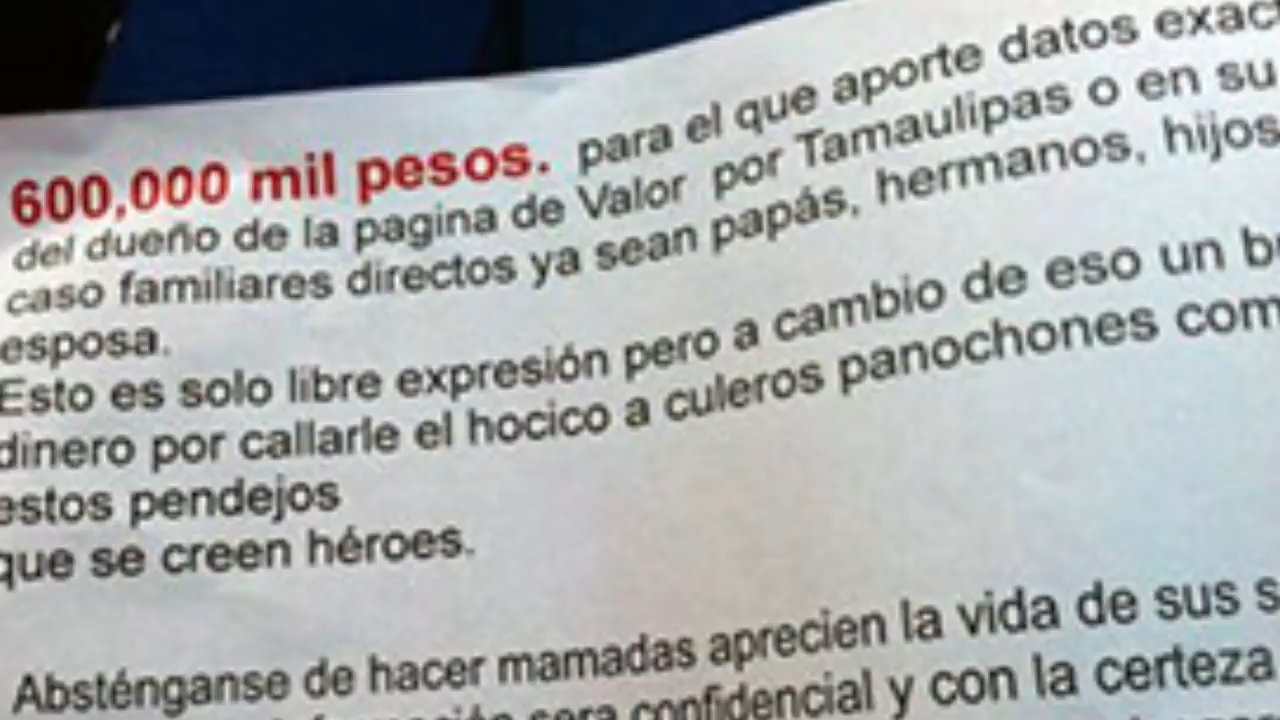 600,000 mil pesos. para el que aporte datos exac
del dueño de la pagina de Valor por Tamaulipas o en su
caso familiares directos ya sean papás, hermanos, hijos
esposa.
Esto es solo libre expresión pero a cambio de eso un b
dinero por callarle el hocico a culeros panochones com
estos pendejos
que se creen héroes.
Absténganse de hacer mamadas aprecien la vida de sus s
sera confidencial y con la certeza